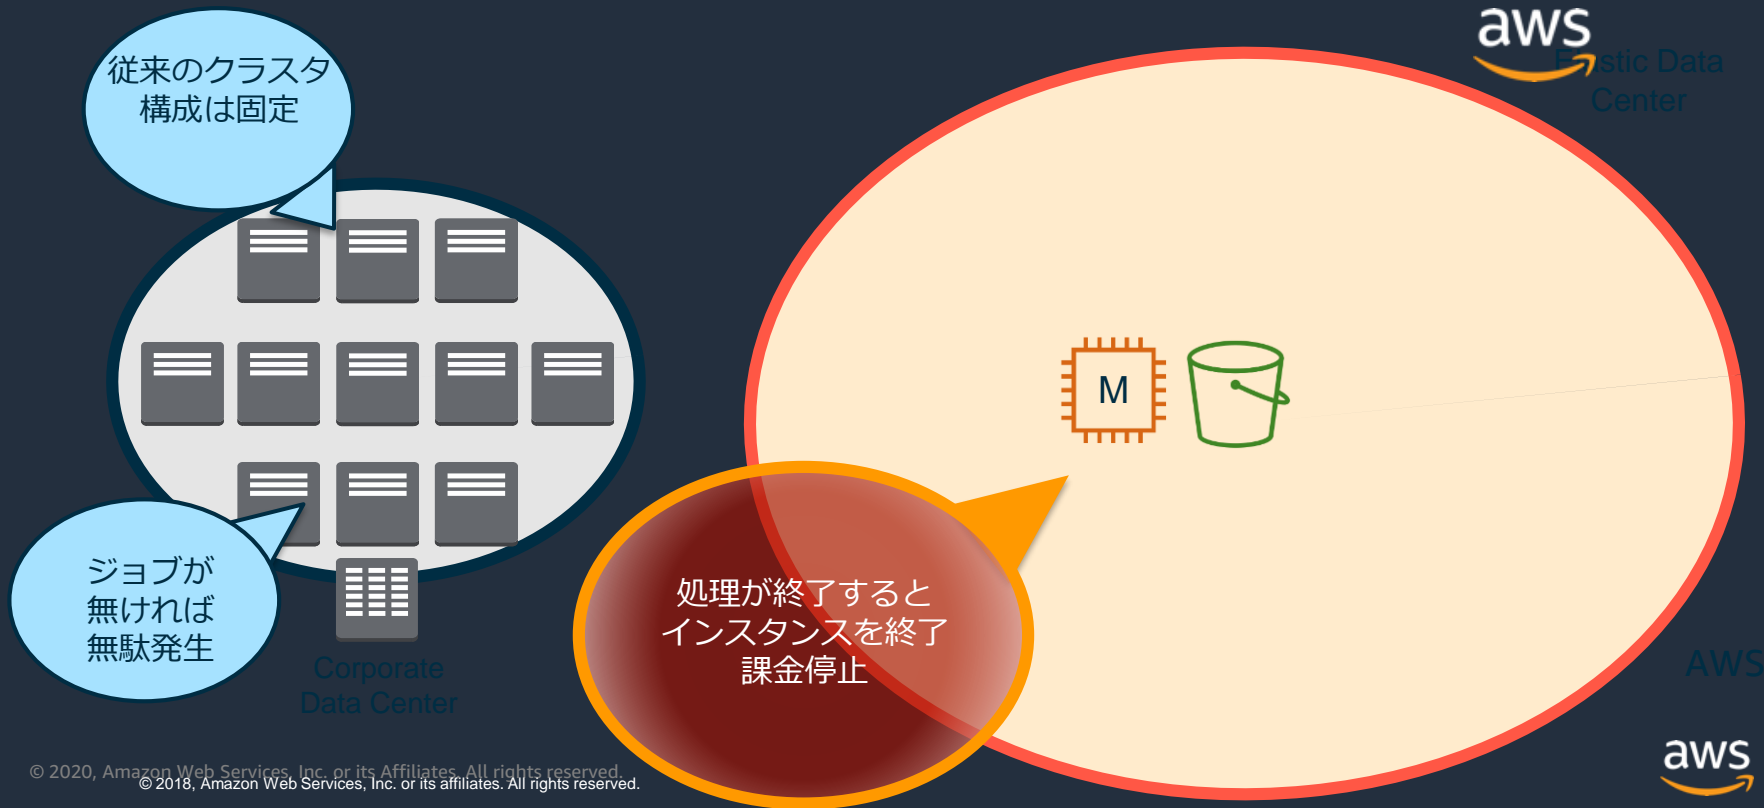 従来のクラスタ
構成は固定
aws
Elastic Data
Center
M
ジョブが
無ければ
無駄発生
処理が終了すると
インスタンスを終了
課金停止
Corporate
Data Center
AWS
© 2020, Amazon Web Services, Inc. or its Affiliates. All rights reserved.
© 2018, Amazon Web Services, Inc. or its affiliates. All rights reserved.
aws